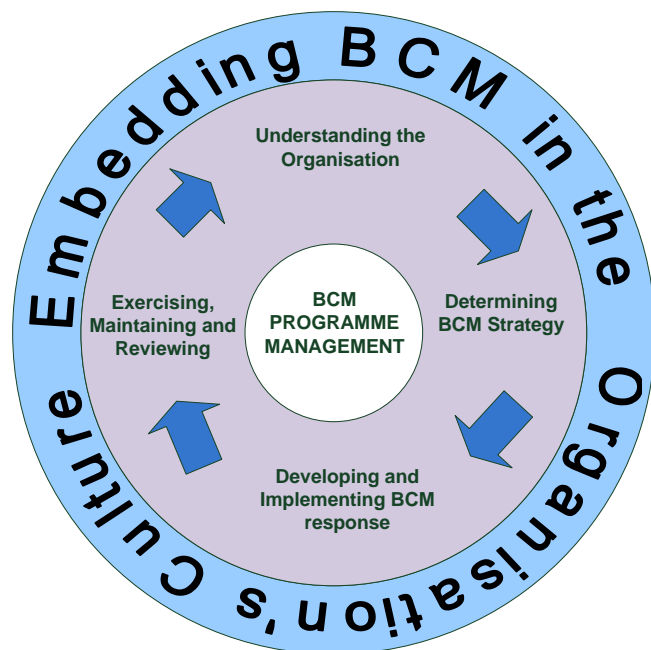 Embedding BCM in the Organisation's Culture
Understanding the
Organisation
Determining
BCM Strategy
Developing and
Implementing BCM
response
Exercising,
Maintaining and
Reviewing
BCM
PROGRAMME
MANAGEMENT